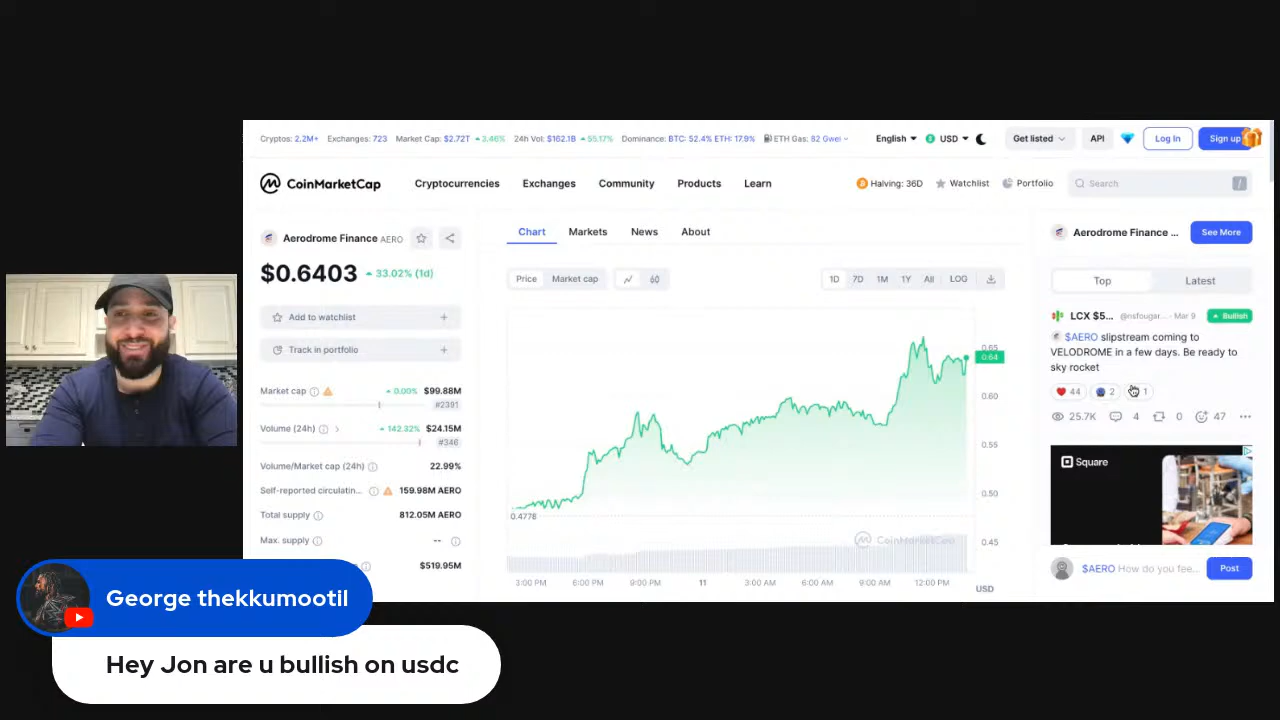 Cryptos: 2.2M+ Exchanges: 723 Market Cap: $2.72T 3.46% 24h Vol: $162.1B 55.17% Dominance: BTC: 52.4% ETH: 17.9% ETH Gas: 82 Gwei English USD Get listed API Log In Sign up
CoinMarketCap Cryptocurrencies Exchanges Community Products Learn Halving: 36D Watchlist Portfolio Search /
Aerodrome Finance AERO
$0.6403 33.02% (1d)
Add to watchlist +
Track in portfolio +
Market cap 0.00% $99.88M
#2391
Volume (24h) 142.32% $24.15M
#346
Volume/Market cap (24h) 22.99%
Self-reported circulatin... 159.98M AERO
Total supply 812.05M AERO
Max. supply --
$519.95M
Chart Markets News About
Price Market cap 1D 7D 1M 1Y All LOG
0.65
0.64
0.60
0.55
0.50
0.45
0.4778
CoinMarketCap
3:00 PM 6:00 PM 9:00 PM 11 3:00 AM 6:00 AM 9:00 AM 12:00 PM
USD
Aerodrome Finance ... See More
Top Latest
LCX $5... @nsfougar... · Mar 9 Bullish
$AERO slipstream coming to
VELODROME in a few days. Be ready to
sky rocket
44 2 1
25.7K 4 0 47
Square
$AERO How do you fee... Post
George thekkumootil
Hey Jon are u bullish on usdc